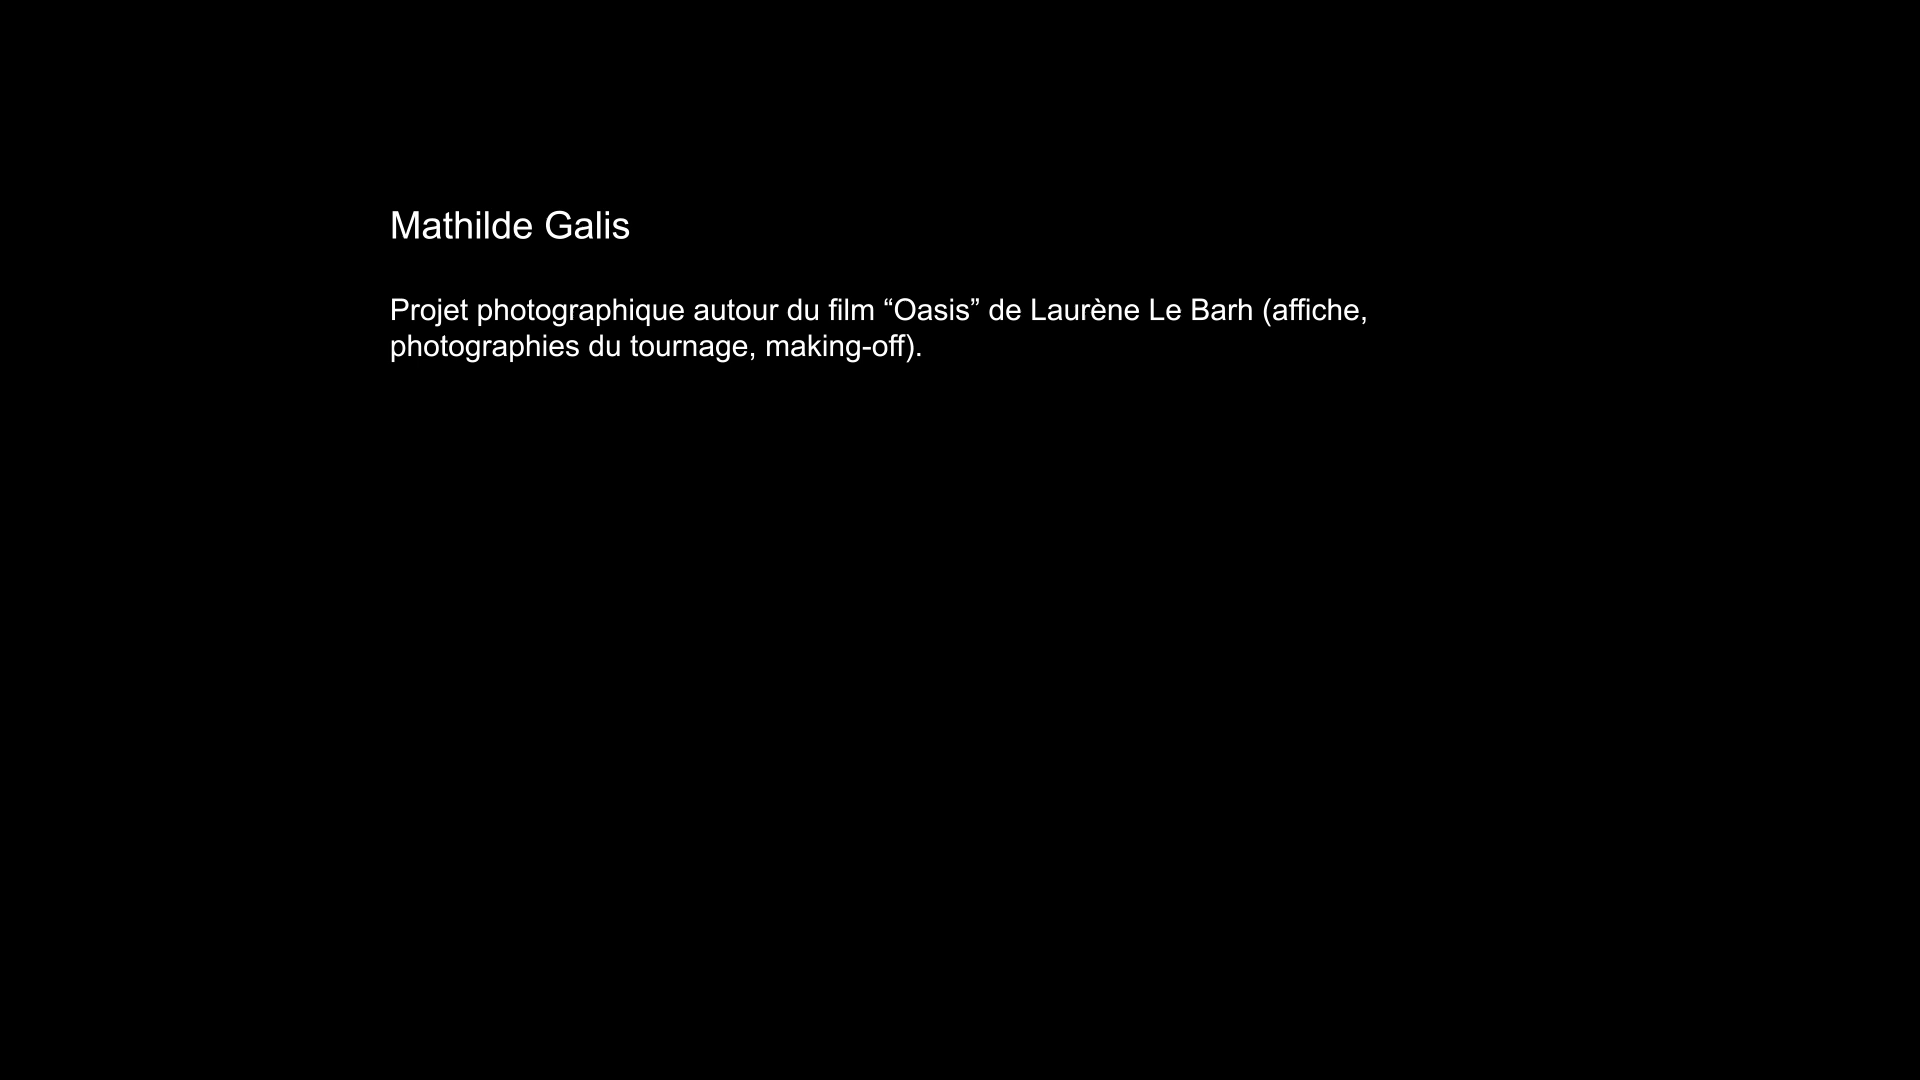 Mathilde Galis
Projet photographique autour du film “Oasis” de Laurène Le Barh (affiche,
photographies du tournage, making-off).